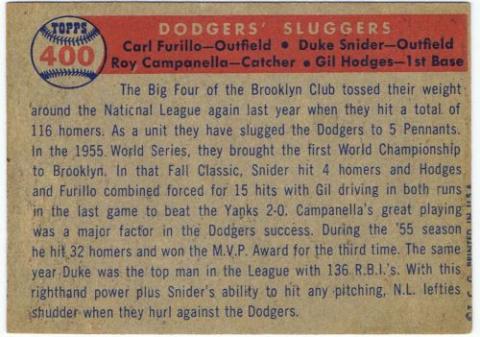 TOPPS
400
DODGERS' SLUGGERS
Carl Furillo—Outfield • Duke Snider—Outfield
Roy Campanella—Catcher • Gil Hodges—1st Base
The Big Four of the Brooklyn Club tossed their weight
around the National League again last year when they hit a total of
116 homers. As a unit they have slugged the Dodgers to 5 Pennants.
In the 1955 World Series, they brought the first World Championship
to Brooklyn. In that Fall Classic, Snider hit 4 homers and Hodges
and Furillo combined forced for 15 hits with Gil driving in both runs
in the last game to beat the Yanks 2-0. Campanella's great playing
was a major factor in the Dodgers success. During the '55 season
he hit 32 homers and won the M.V.P. Award for the third time. The same
year Duke was the top man in the League with 136 R.B.I.'s. With this
righthand power plus Snider's ability to hit any pitching, N.L. lefties
shudder when they hurl against the Dodgers.
©T. C. G. PRINTED IN U.S.A.